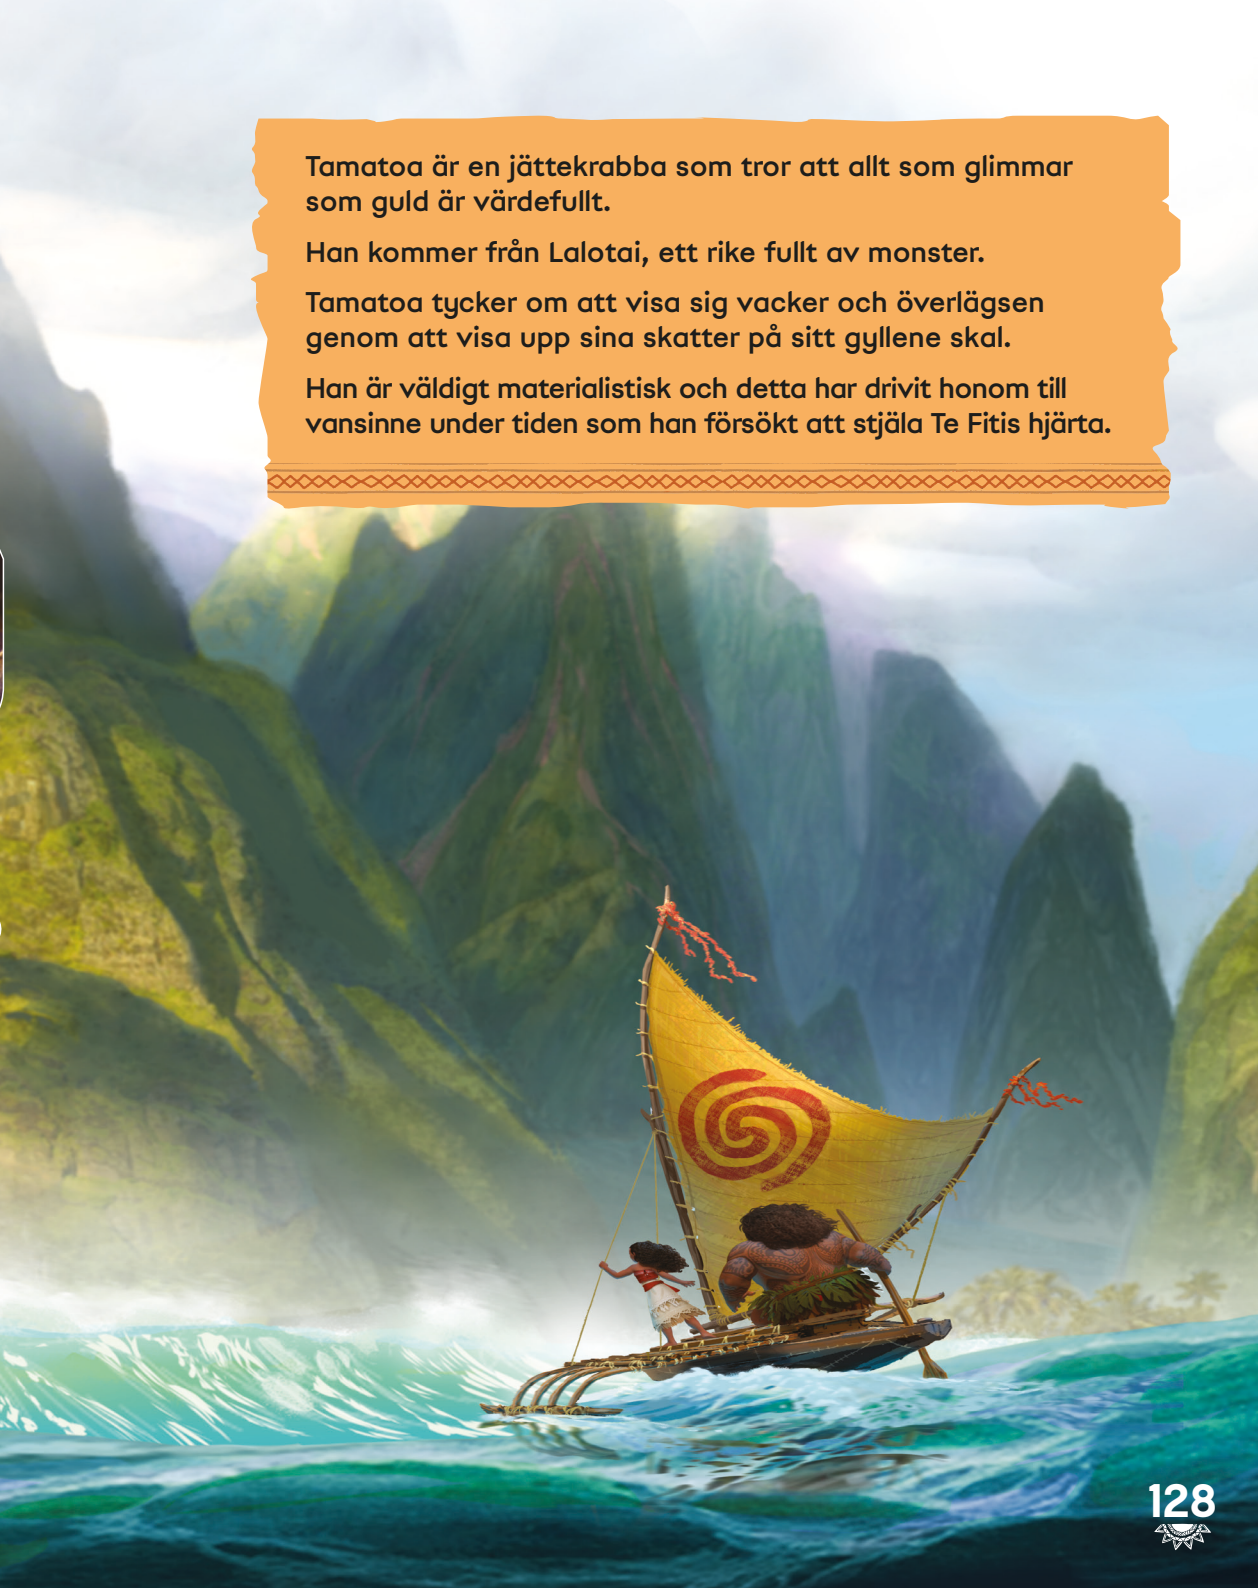 Tamatoa är en jättekrabba som tror att allt som glimmar
som guld är värdefullt.
Han kommer från Lalotai, ett rike fullt av monster.
Tamatoa tycker om att visa sig vacker och överlägsen
genom att visa upp sina skatter på sitt gyllene skal.
Han är väldigt materialistisk och detta har drivit honom till
vansinne under tiden som han försökt att stjäla Te Fitis hjärta.
128